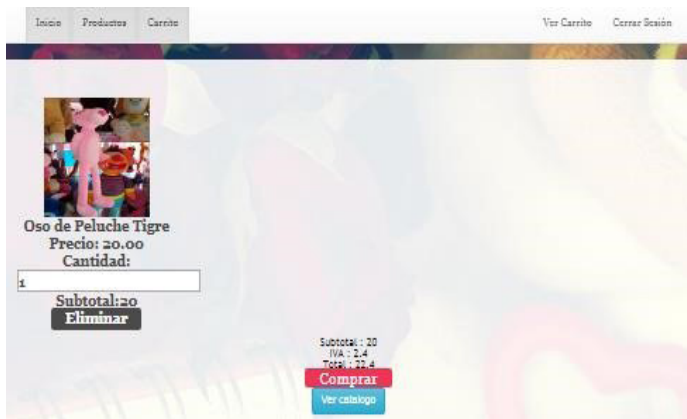 Inicio Productos Carrito Ver Carrito Cerrar Sesión
Oso de Peluche Tigre
Precio: 20.00
Cantidad:
1
Subtotal:20
Eliminar
Subtotal : 20
IVA : 2.4
Total : 22.4
Comprar
Ver catalogo